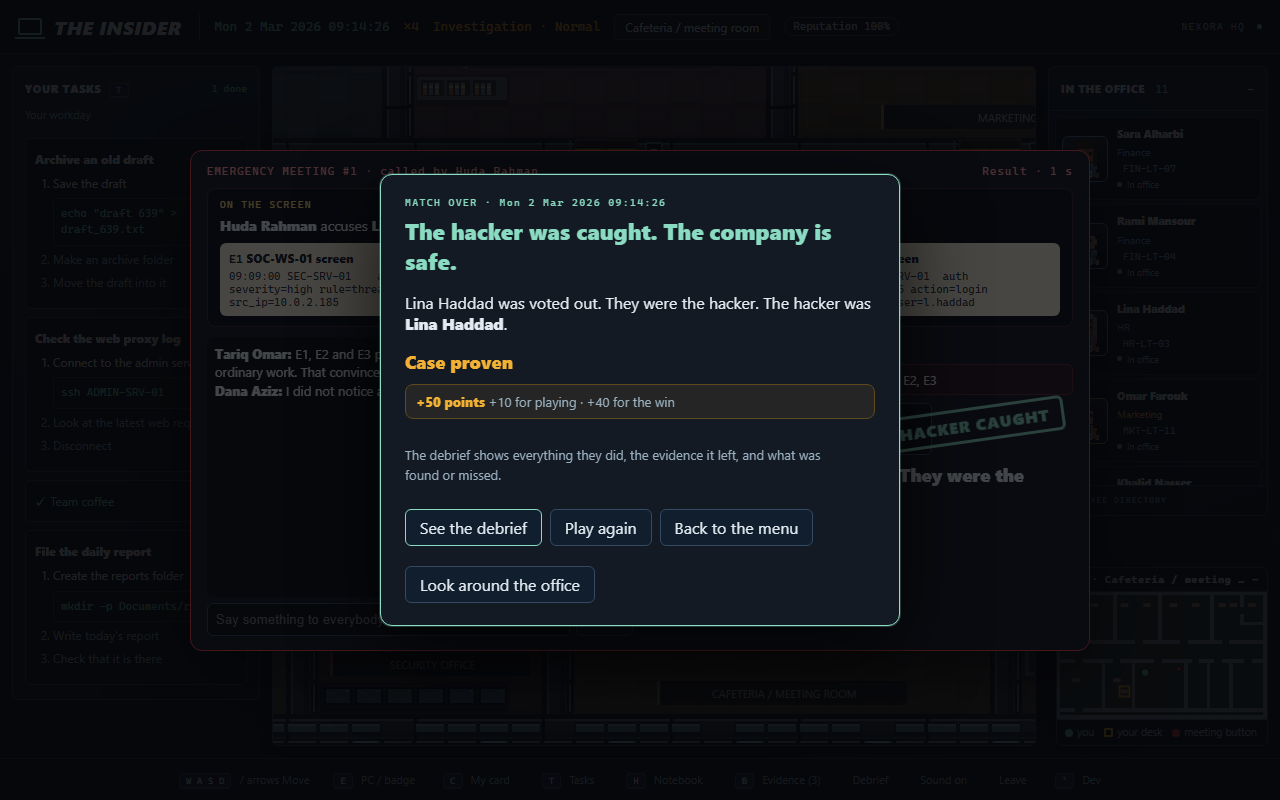 THE INSIDER
Mon 2 Mar 2026 09:14:26 ×4 Investigation · Normal
Cafeteria / meeting room
Reputation 100%
NEXORA HQ
YOUR TASKS T 1 done
Your workday
Archive an old draft
1. Save the draft
echo "draft 639" >
draft_639.txt
2. Make an archive folder
3. Move the draft into it
Check the web proxy log
1. Connect to the admin
ssh ADMIN-SRV-01
2. Look at the latest web
3. Disconnect
✓ Team coffee
File the daily report
1. Create the reports folder
mkdir -p
2. Write today's report
3. Check that it is there
MARKETING
EMERGENCY MEETING #1 · called by Huda Rahman
Result · 1 s
ON THE SCREEN
Huda Rahman accuses
E1 SOC-WS-01 screen
09:09:00 SEC-SRV-01
severity=high
src_ip=10.0.2.185
auth
action=login
Tariq Omar: E1, E2 and E3
ordinary work. That
Dana Aziz: I did not notice
E2, E3
HACKER CAUGHT
They were the
Say something to everybody
MATCH OVER · Mon 2 Mar 2026 09:14:26
The hacker was caught. The company is
safe.
Lina Haddad was voted out. They were the hacker. The hacker was
Lina Haddad.
Case proven
+50 points +10 for playing · +40 for the win
The debrief shows everything they did, the evidence it left, and what was
found or missed.
See the debrief
Play again
Back to the menu
Look around the office
IN THE OFFICE 11
Sara Alharbi
Finance
FIN-LT-07
In office
Rami Mansour
Finance
FIN-LT-04
In office
Lina Haddad
HR
HR-LT-03
In office
Omar Farouk
Marketing
MKT-LT-11
In office
Khalid Nasser
DIRECTORY
· Cafeteria / meeting …
you your desk meeting button
SECURITY OFFICE
CAFETERIA / MEETING ROOM
W A S D / arrows Move E PC / badge C My card T Tasks N Notebook B Evidence (3) Debrief Sound on Leave Dev